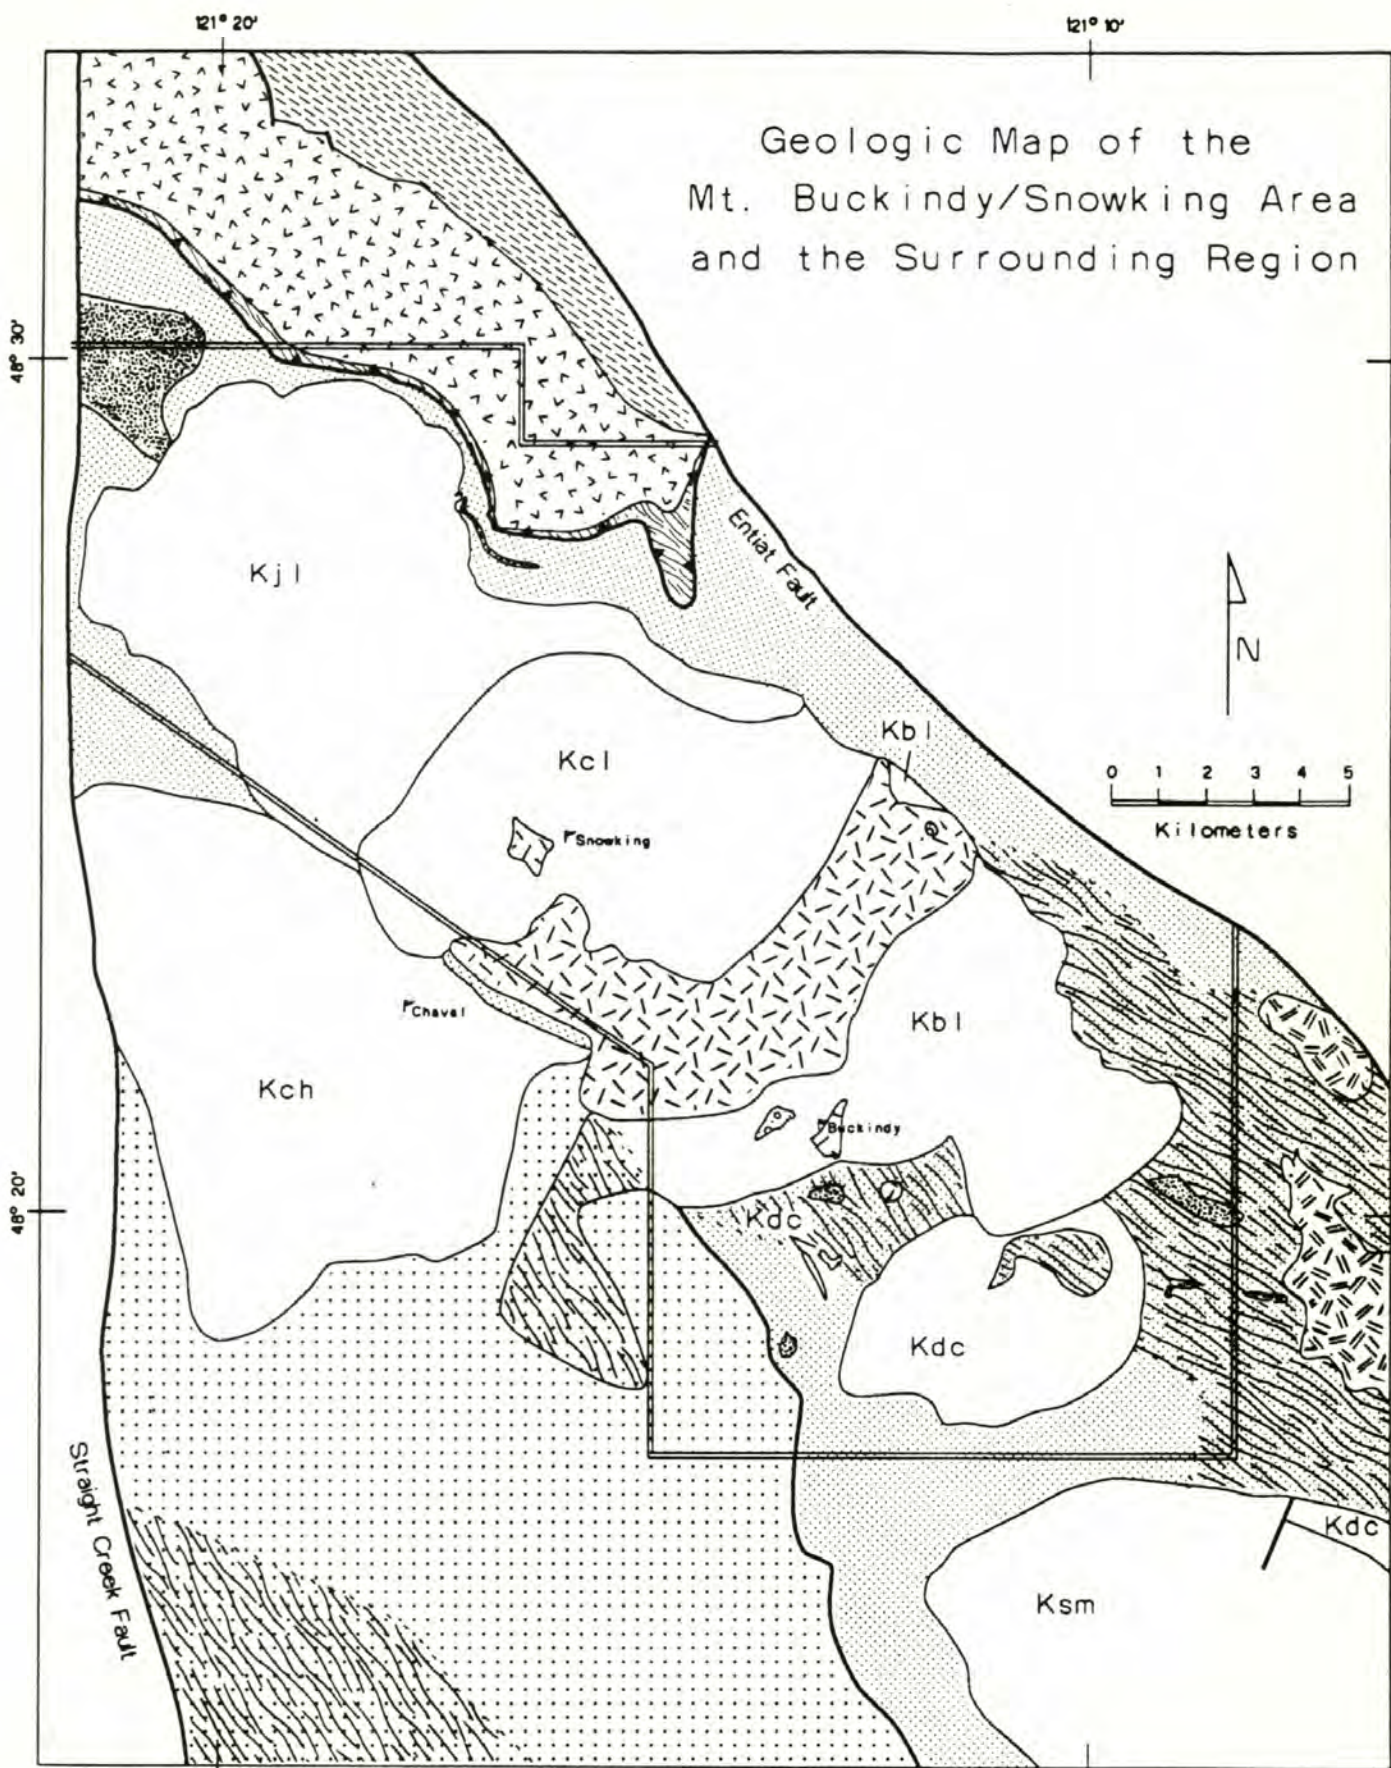 121° 20'
121° 10'
Geologic Map of the
Mt. Buckindy/Snowking Area
and the Surrounding Region
48° 30'
Entiat Fault
Kjl
N
Kbl
Kcl
0 1 2 3 4 5
Kilometers
Snowking
Chaval
Kbl
Kch
Buckindy
48° 20'
Kdc
Kdc
Straight Creek Fault
Kdc
Ksm